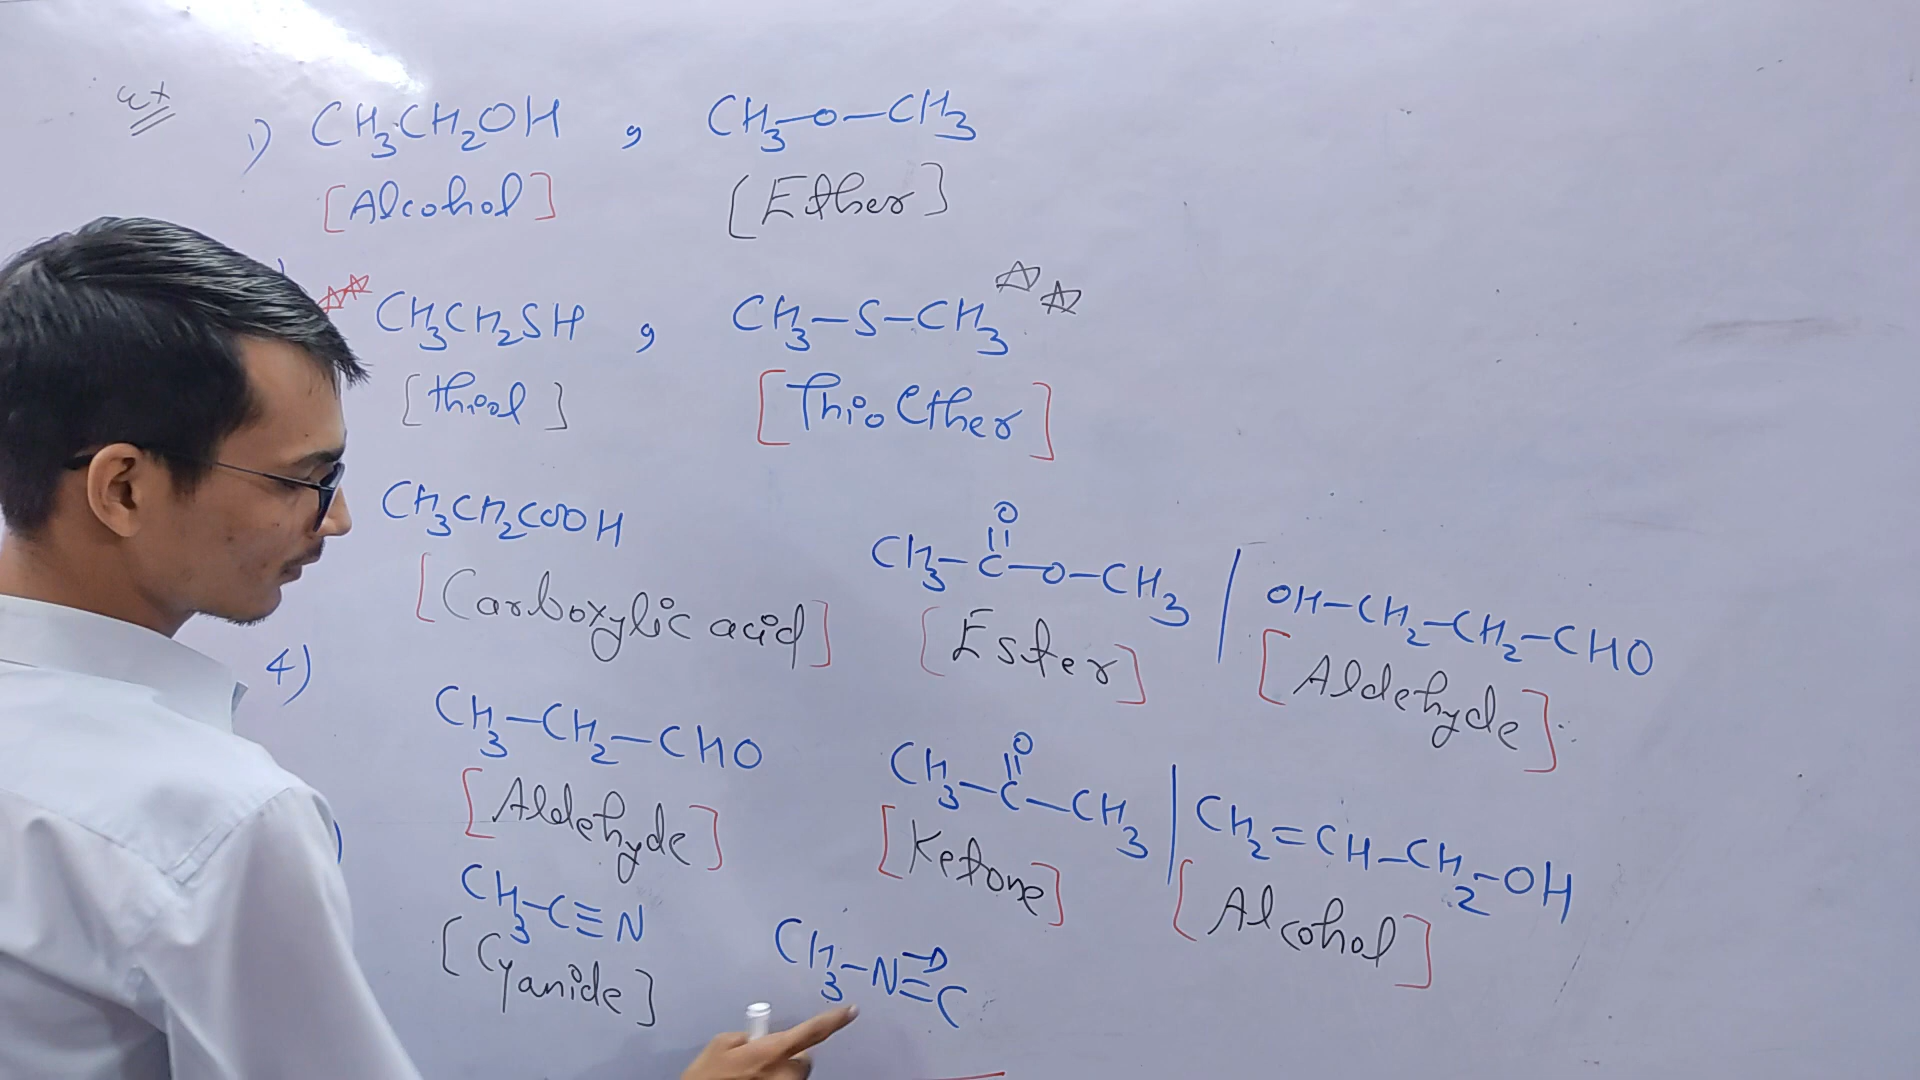 Ex
1) CH₃CH₂OH , CH₃–O–CH₃
[Alcohol] [Ether]
CH₃CH₂SH , CH₃–S–CH₃
[thiol] [Thio Ether]
CH₃CH₂COOH CH₃–C–O–CH₃ | OH–CH₂–CH₂–CHO
O
[Carboxylic acid] [Ester] [Aldehyde]
4) CH₃–CH₂–CHO CH₃–C–CH₃ | CH₂=CH–CH₂–OH
O
[Aldehyde] [Ketone] [Alcohol]
CH₃–C≡N CH₃–N⇉C
[Cyanide]